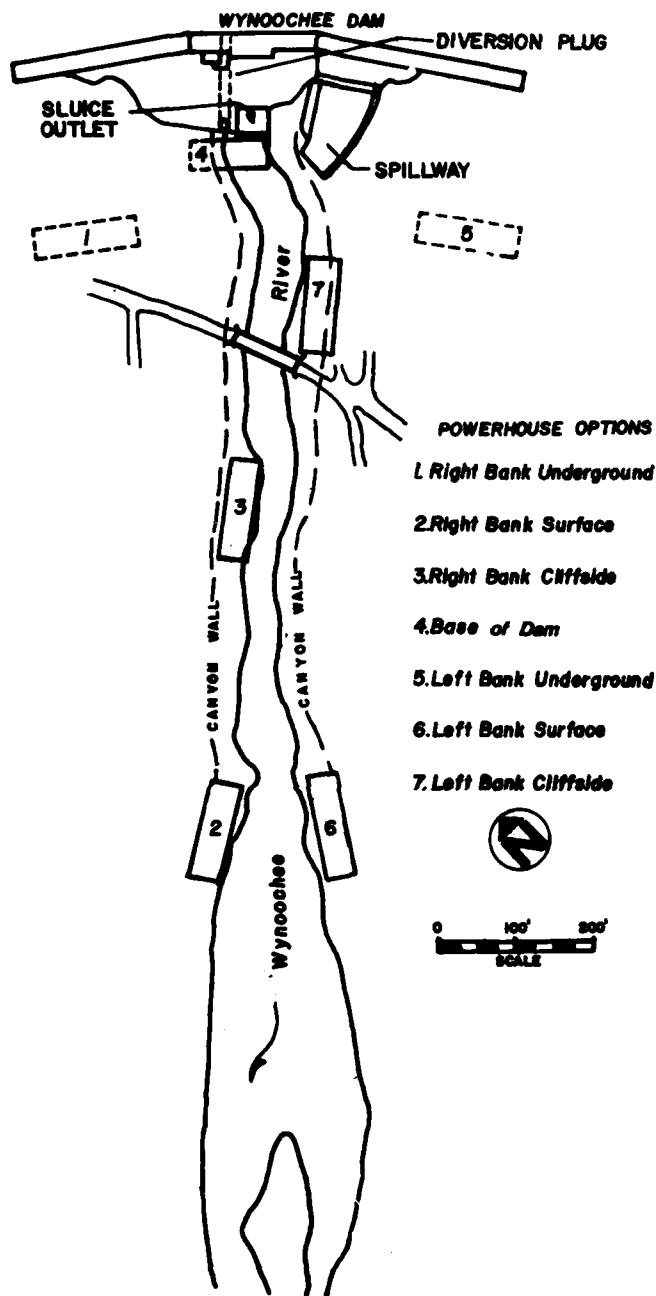 WYNOOCHEE DAM
DIVERSION PLUG
SLUICE
OUTLET
4
SPILLWAY
1
5
River
7
POWERHOUSE OPTIONS
1. Right Bank Underground
2. Right Bank Surface
3. Right Bank Cliffside
4. Base of Dam
5. Left Bank Underground
6. Left Bank Surface
7. Left Bank Cliffside
3
CANYON WALL
CANYON WALL
2
6
Wynoochee
N
0 100' 200'
SCALE